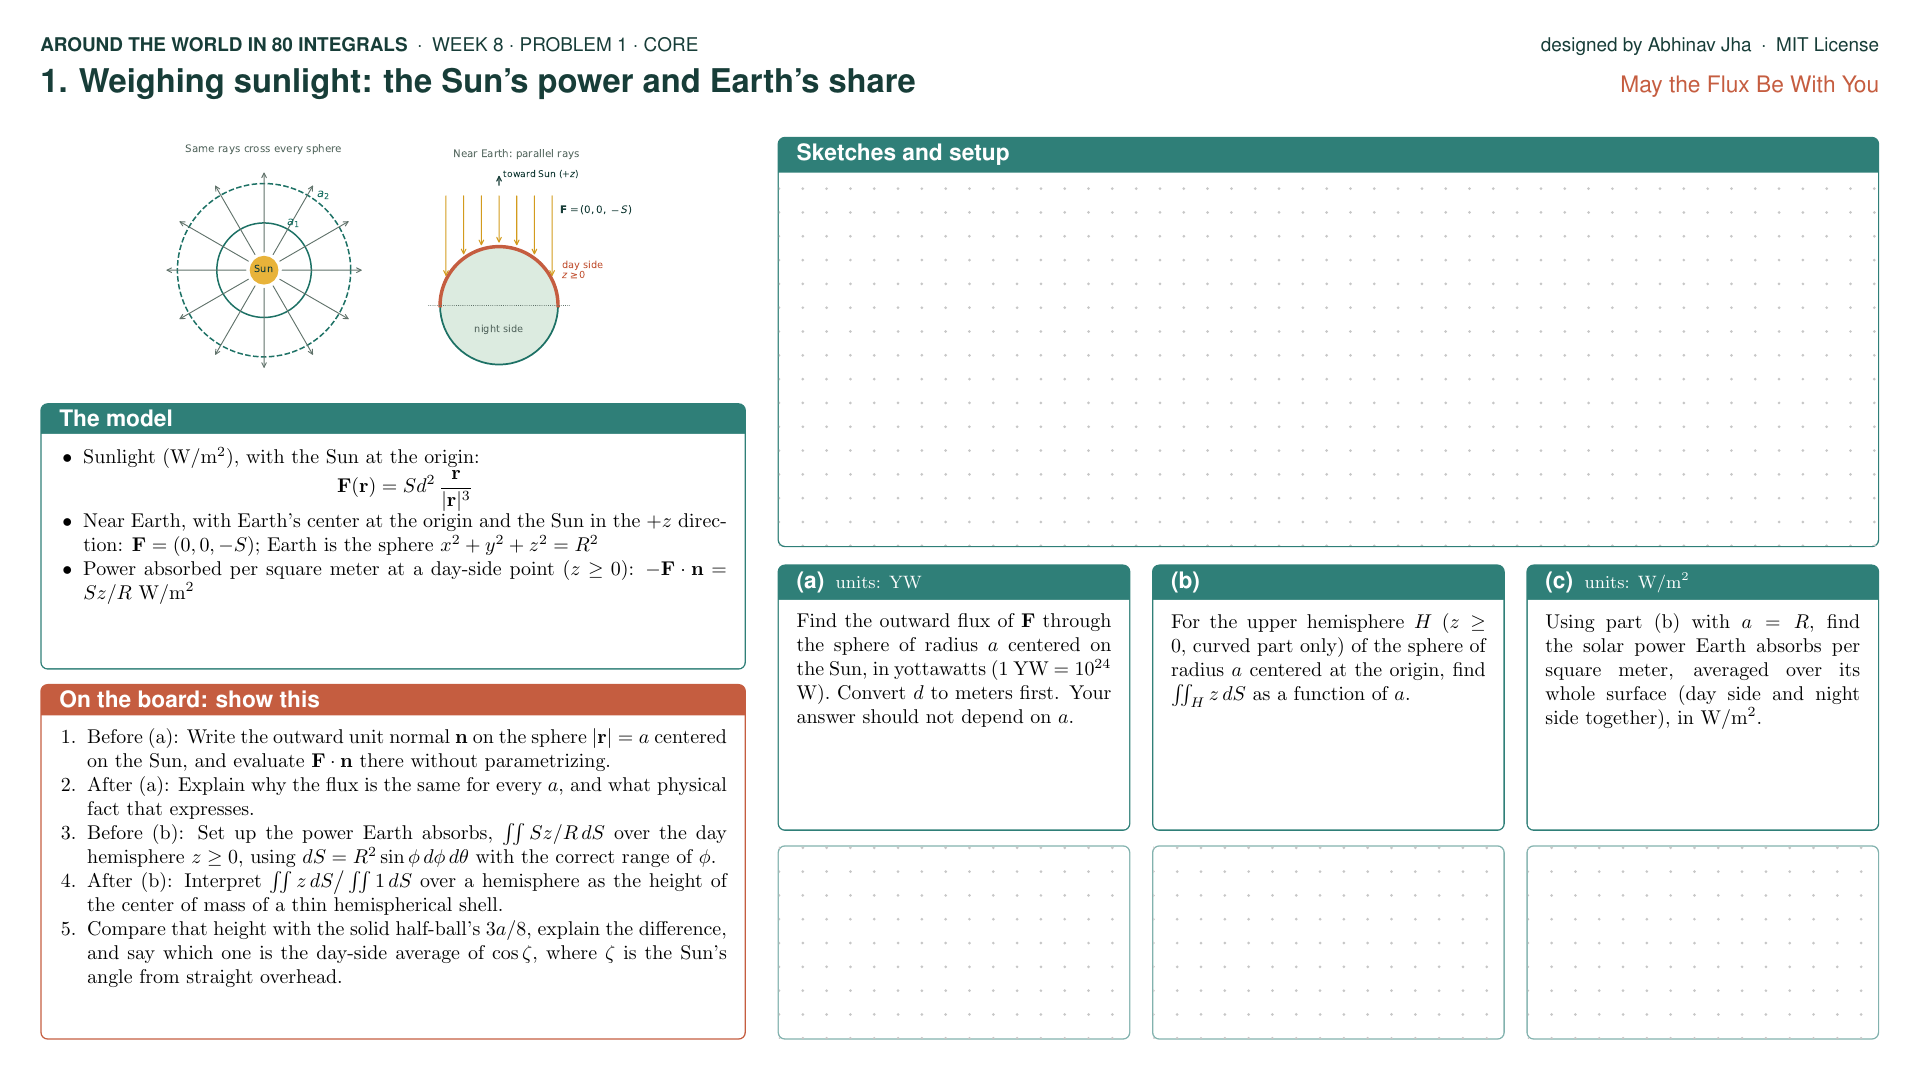 AROUND THE WORLD IN 80 INTEGRALS · WEEK 8 · PROBLEM 1 · CORE
designed by Abhinav Jha · MIT License
1. Weighing sunlight: the Sun's power and Earth's share
May the Flux Be With You
Same rays cross every sphere
a₂
a₁
Sun
Near Earth: parallel rays
toward Sun (+z)
F = (0, 0, −S)
day side
z ≥ 0
night side
The model
• Sunlight (W/m²), with the Sun at the origin:
F(r) = Sd² r/|r|³
• Near Earth, with Earth's center at the origin and the Sun in the +z direc-
tion: F = (0, 0, −S); Earth is the sphere x² + y² + z² = R²
• Power absorbed per square meter at a day-side point (z ≥ 0): −F · n =
Sz/R W/m²
On the board: show this
1. Before (a): Write the outward unit normal n on the sphere |r| = a centered
on the Sun, and evaluate F · n there without parametrizing.
2. After (a): Explain why the flux is the same for every a, and what physical
fact that expresses.
3. Before (b): Set up the power Earth absorbs, ∬ Sz/R dS over the day
hemisphere z ≥ 0, using dS = R² sin ϕ dϕ dθ with the correct range of ϕ.
4. After (b): Interpret ∬ z dS / ∬ 1 dS over a hemisphere as the height of
the center of mass of a thin hemispherical shell.
5. Compare that height with the solid half-ball's 3a/8, explain the difference,
and say which one is the day-side average of cos ζ, where ζ is the Sun's
angle from straight overhead.
Sketches and setup
(a) units: YW
Find the outward flux of F through
the sphere of radius a centered on
the Sun, in yottawatts (1 YW = 10²⁴
W). Convert d to meters first. Your
answer should not depend on a.
(b)
For the upper hemisphere H (z ≥
0, curved part only) of the sphere of
radius a centered at the origin, find
∬_H z dS as a function of a.
(c) units: W/m²
Using part (b) with a = R, find
the solar power Earth absorbs per
square meter, averaged over its
whole surface (day side and night
side together), in W/m².